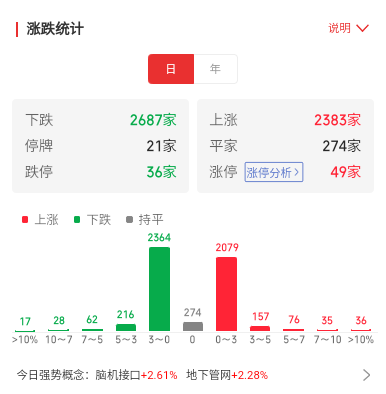 涨跌统计 说明
日 年
下跌 2687家 上涨 2383家
停牌 21家 平家 274家
跌停 36家 涨停 涨停分析 49家
上涨 下跌 持平
2364
2079
17 28 62 216 274 157 76 35 36
>10% 10～7 7～5 5～3 3～0 0 0～3 3～5 5～7 7～10 >10%
今日强势概念：脑机接口+2.61% 地下管网+2.28%